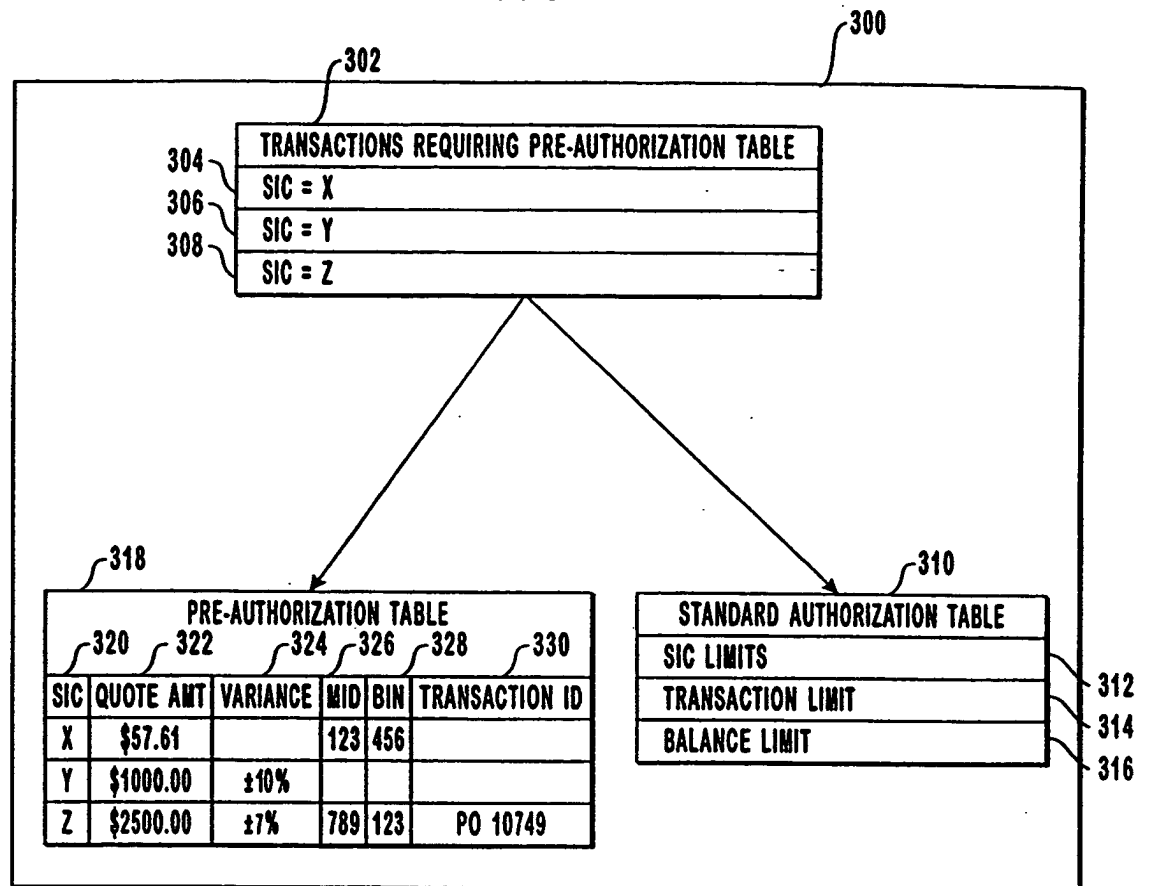 300
302
TRANSACTIONS REQUIRING PRE-AUTHORIZATION TABLE
304
SIC = X
306
SIC = Y
308
SIC = Z
318
PRE-AUTHORIZATION TABLE
320 322 324 326 328 330
SIC QUOTE AMT VARIANCE MID BIN TRANSACTION ID
X $57.61 123 456
Y $1000.00 ±10%
Z $2500.00 ±7% 789 123 PO 10749
310
STANDARD AUTHORIZATION TABLE
SIC LIMITS
312
TRANSACTION LIMIT
314
BALANCE LIMIT
316